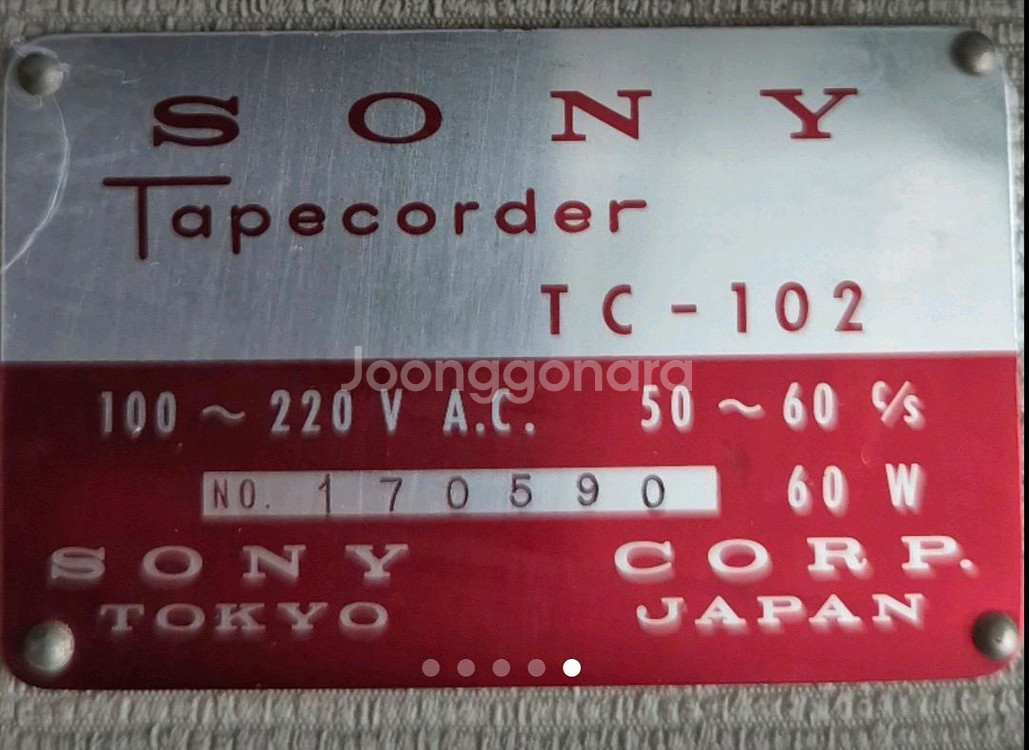 SONY
Tapecorder
TC-102
Joonggonara
100 ~ 220 V A.C. 50 ~ 60 c/s
NO. 170590 60 W
SONY CORP.
TOKYO JAPAN